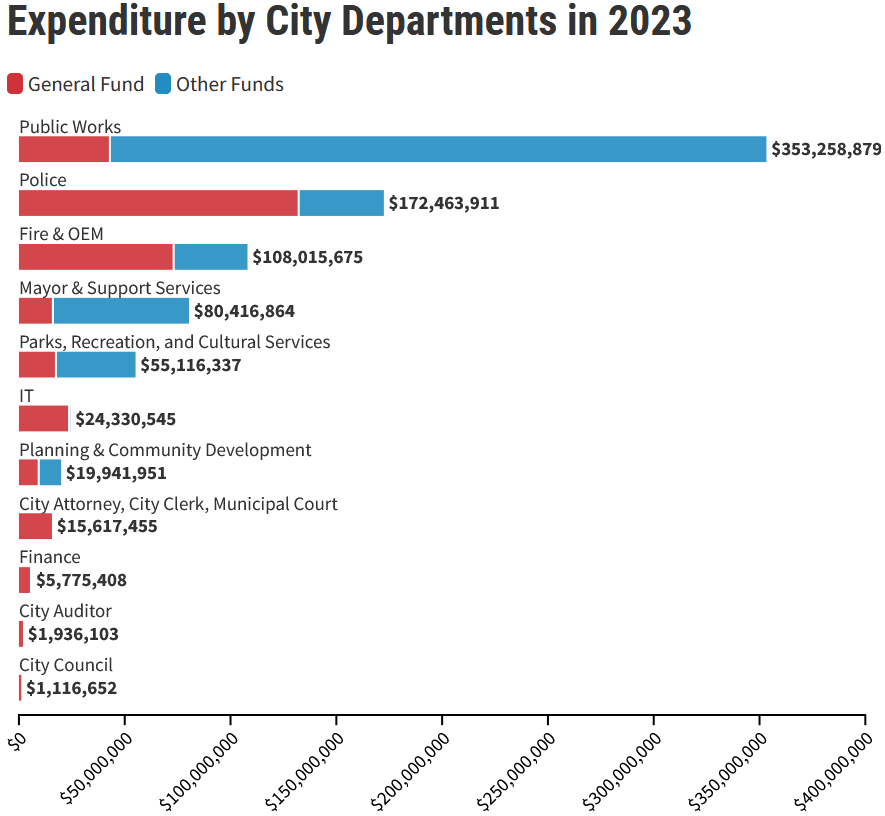 Expenditure by City Departments in 2023
General Fund Other Funds
Public Works
$353,258,879
Police
$172,463,911
Fire & OEM
$108,015,675
Mayor & Support Services
$80,416,864
Parks, Recreation, and Cultural Services
$55,116,337
IT
$24,330,545
Planning & Community Development
$19,941,951
City Attorney, City Clerk, Municipal Court
$15,617,455
Finance
$5,775,408
City Auditor
$1,936,103
City Council
$1,116,652
$0 $50,000,000 $100,000,000 $150,000,000 $200,000,000 $250,000,000 $300,000,000 $350,000,000 $400,000,000